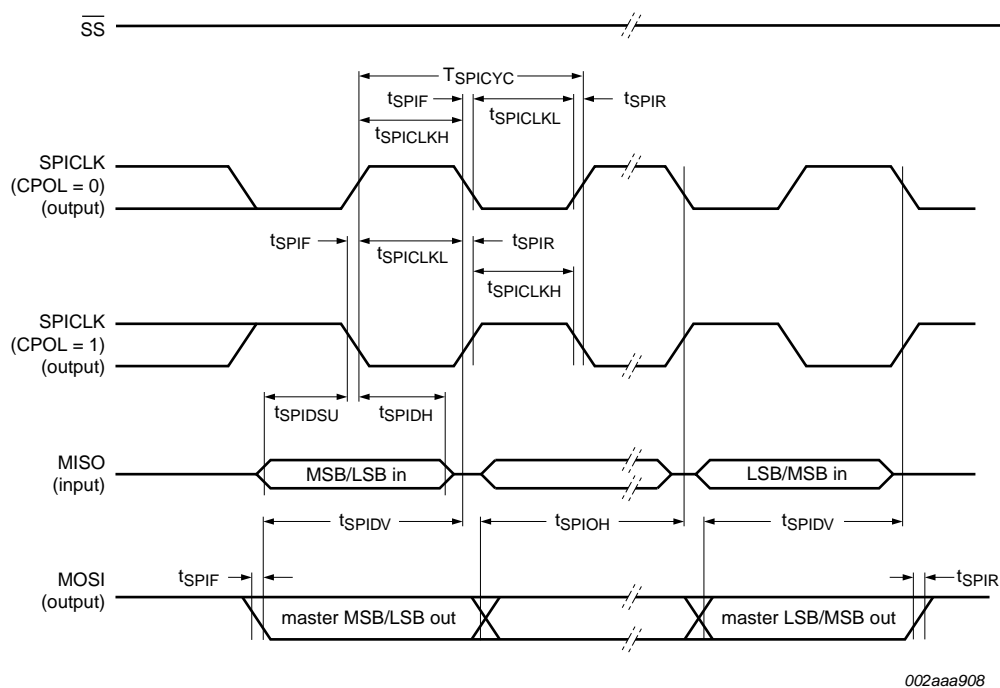 SS
TSPICYC
tSPIF
tSPICLKL
tSPIR
tSPICLKH
SPICLK
(CPOL = 0)
(output)
tSPIF
tSPICLKL
tSPIR
tSPICLKH
SPICLK
(CPOL = 1)
(output)
tSPIDSU
tSPIDH
MISO
(input)
MSB/LSB in
LSB/MSB in
tSPIDV
tSPIOH
tSPIDV
MOSI
(output)
tSPIF
tSPIR
master MSB/LSB out
master LSB/MSB out
002aaa908